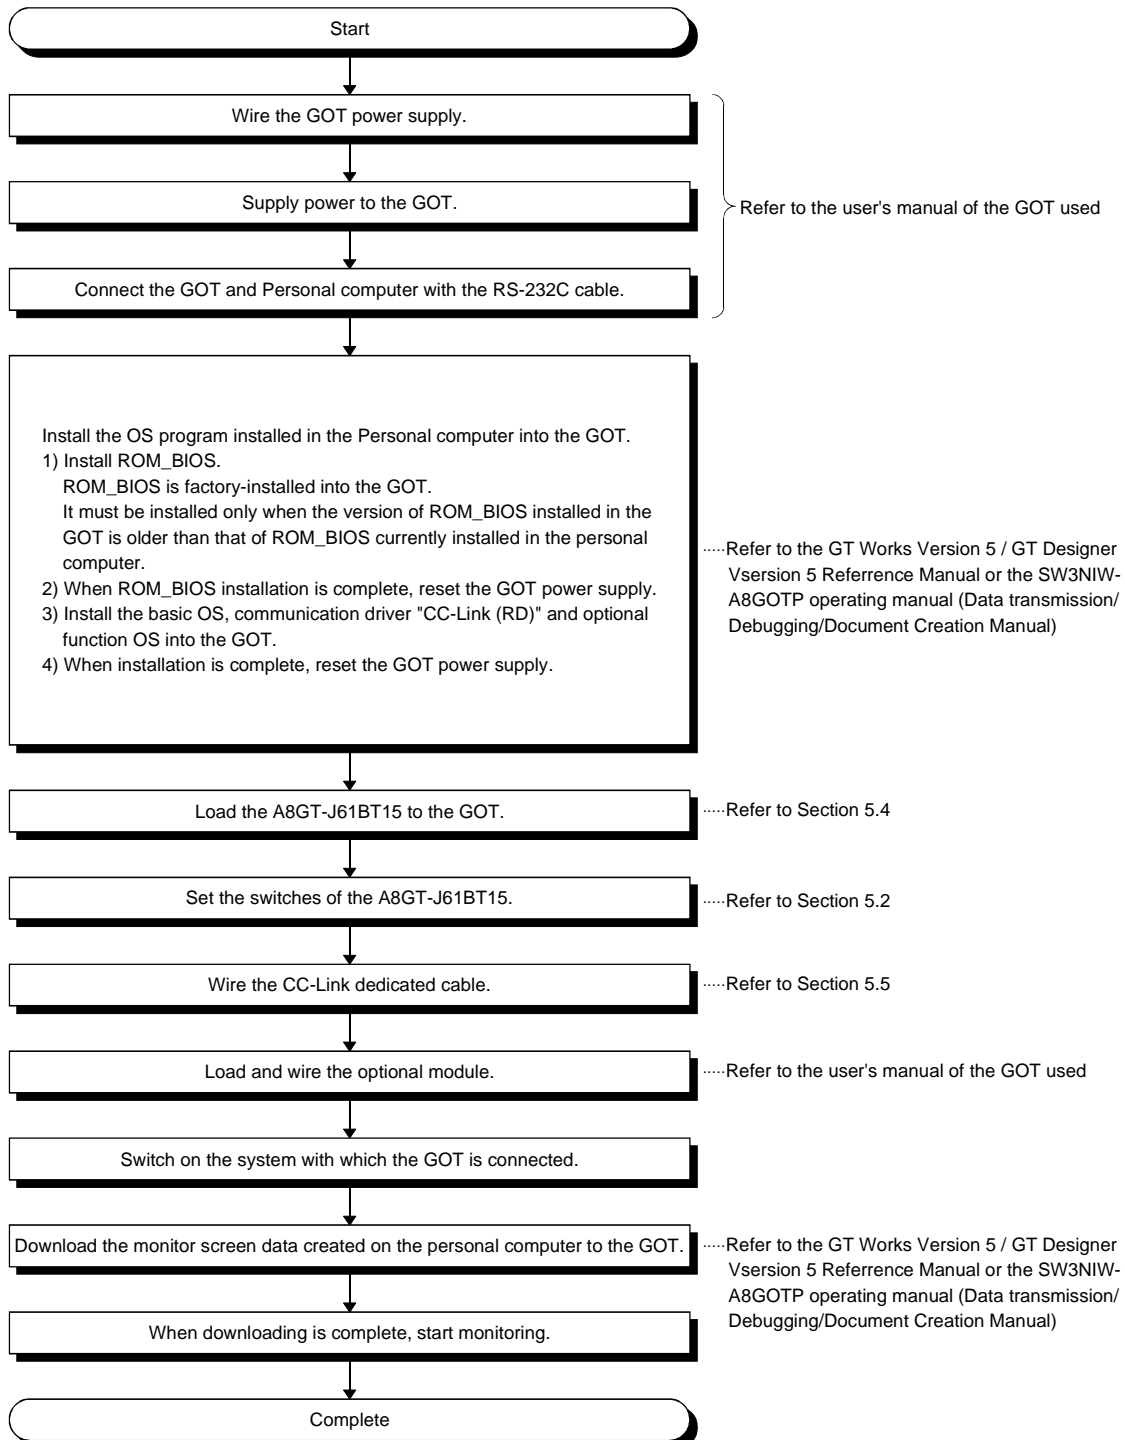 Start
Wire the GOT power supply.
Supply power to the GOT.
Refer to the user's manual of the GOT used
Connect the GOT and Personal computer with the RS-232C cable.
Install the OS program installed in the Personal computer into the GOT.
1) Install ROM_BIOS.
ROM_BIOS is factory-installed into the GOT.
It must be installed only when the version of ROM_BIOS installed in the
GOT is older than that of ROM_BIOS currently installed in the personal
computer.
2) When ROM_BIOS installation is complete, reset the GOT power supply.
3) Install the basic OS, communication driver "CC-Link (RD)" and optional
function OS into the GOT.
4) When installation is complete, reset the GOT power supply.
.....Refer to the GT Works Version 5 / GT Designer
Vsersion 5 Referrence Manual or the SW3NIW-
A8GOTP operating manual (Data transmission/
Debugging/Document Creation Manual)
Load the A8GT-J61BT15 to the GOT.
.....Refer to Section 5.4
Set the switches of the A8GT-J61BT15.
.....Refer to Section 5.2
Wire the CC-Link dedicated cable.
.....Refer to Section 5.5
Load and wire the optional module.
.....Refer to the user's manual of the GOT used
Switch on the system with which the GOT is connected.
Download the monitor screen data created on the personal computer to the GOT.
.....Refer to the GT Works Version 5 / GT Designer
Vsersion 5 Referrence Manual or the SW3NIW-
A8GOTP operating manual (Data transmission/
Debugging/Document Creation Manual)
When downloading is complete, start monitoring.
Complete